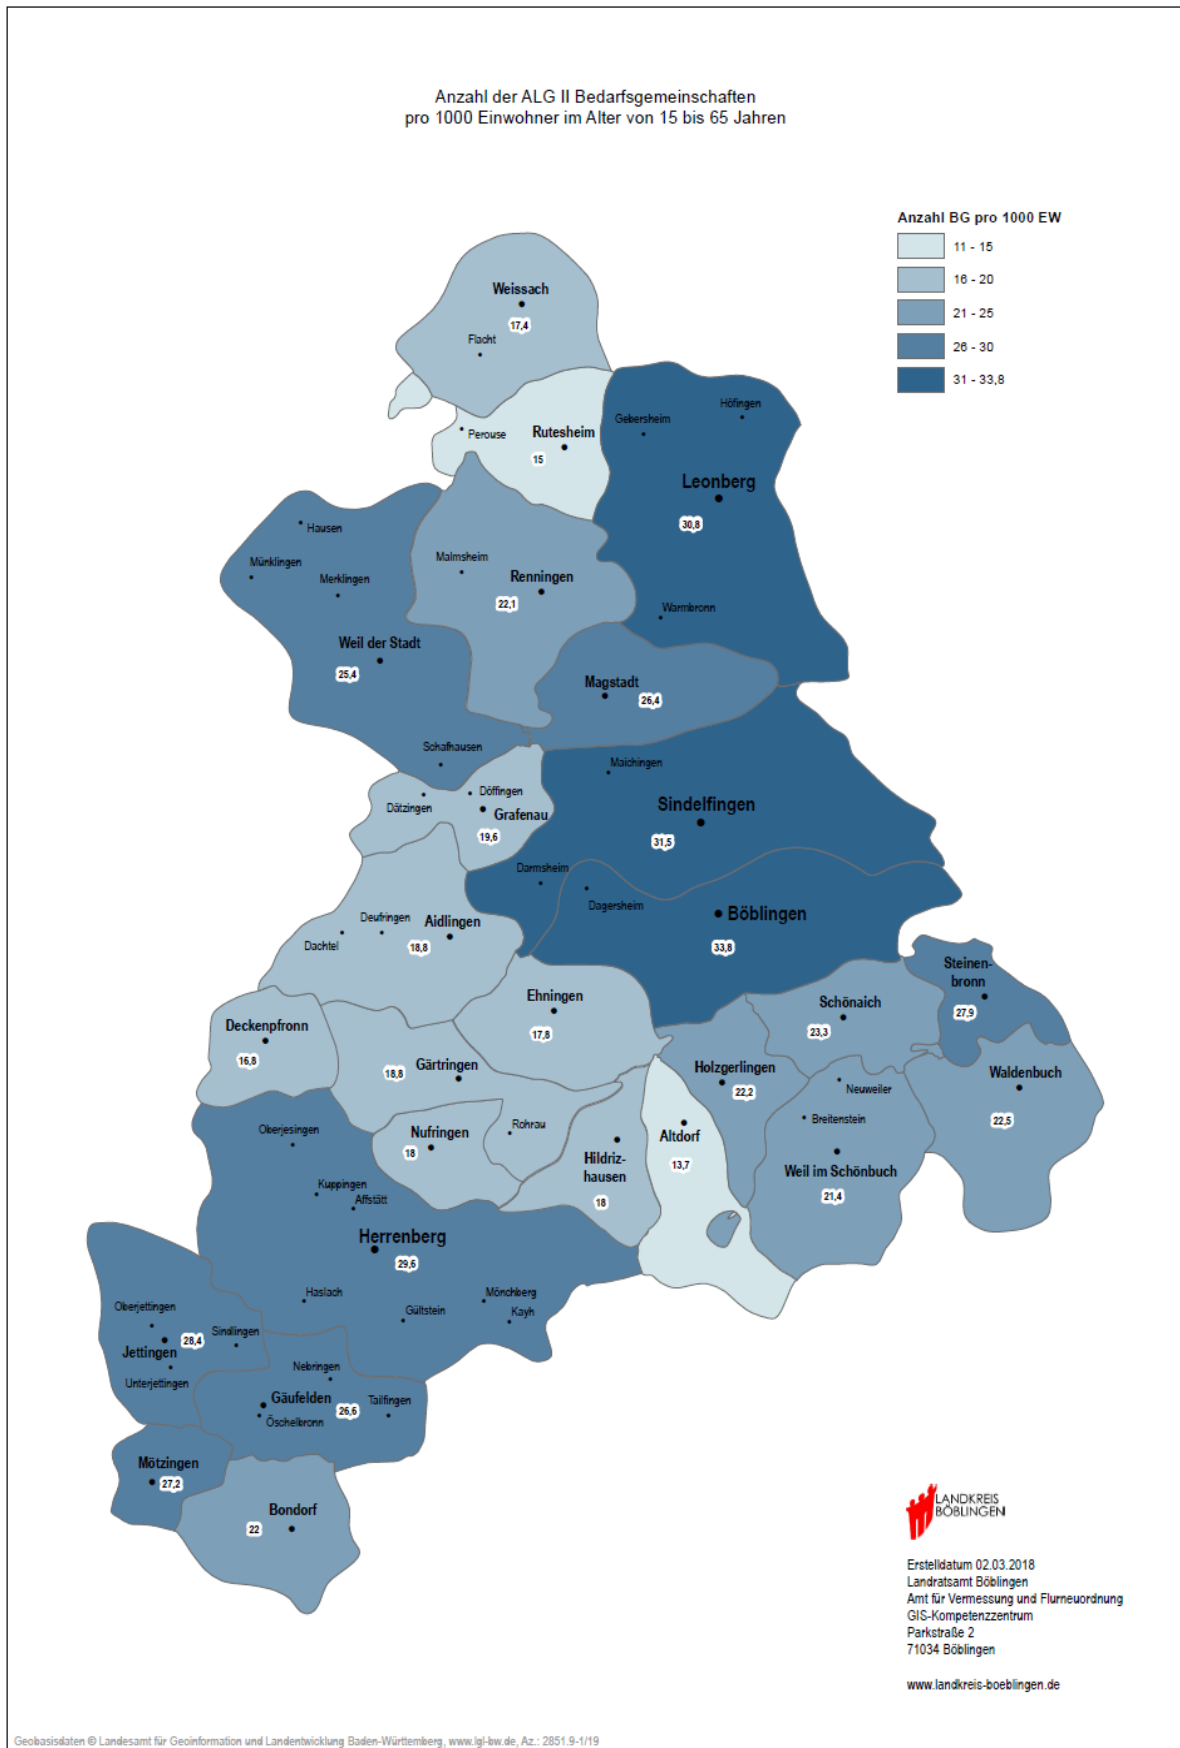 Anzahl der ALG II Bedarfsgemeinschaften
pro 1000 Einwohner im Alter von 15 bis 65 Jahren
Anzahl BG pro 1000 EW
11 - 15
16 - 20
21 - 25
26 - 30
31 - 33,8
Weissach
17,4
Flacht
Perouse
Rutesheim
15
Gebersheim
Höfingen
Leonberg
30,8
Warmbronn
Hausen
Münklingen
Merklingen
Weil der Stadt
25,4
Schafhausen
Malmsheim
Renningen
22,1
Magstadt
26,4
Maichingen
Sindelfingen
31,5
Darmsheim
Dätzingen
Döffingen
Grafenau
19,6
Dagersheim
Böblingen
33,8
Deufringen
Dachtel
Aidlingen
18,8
Ehningen
17,8
Deckenpfronn
16,8
Gärtringen
18,8
Rohrau
Nufringen
18
Hildriz-
hausen
18
Altdorf
13,7
Holzgerlingen
22,2
Schönaich
23,3
Steinen-
bronn
27,9
Waldenbuch
22,5
Neuweiler
Breitenstein
Weil im Schönbuch
21,4
Oberjesingen
Kuppingen
Affstätt
Herrenberg
29,6
Haslach
Gültstein
Mönchberg
Kayh
Oberjettingen
Jettingen
28,4
Sindlingen
Unterjettingen
Nebringen
Gäufelden
26,6
Tailfingen
Öschelbronn
Mötzingen
27,2
Bondorf
22
LANDKREIS
BÖBLINGEN
Erstelldatum 02.03.2018
Landratsamt Böblingen
Amt für Vermessung und Flurneuordnung
GIS-Kompetenzzentrum
Parkstraße 2
71034 Böblingen
www.landkreis-boeblingen.de
Geobasisdaten © Landesamt für Geoinformation und Landentwicklung Baden-Württemberg, www.lgl-bw.de, Az.: 2851.9-1/19